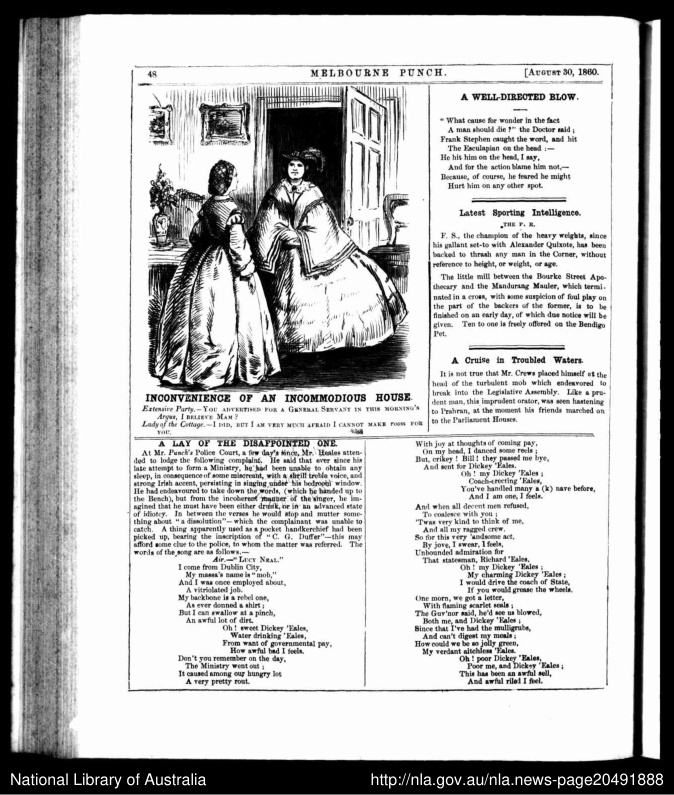 48
MELBOURNE PUNCH.
[AUGUST 30, 1860.
INCONVENIENCE OF AN INCOMMODIOUS HOUSE.
Extensive Party.—YOU ADVERTISED FOR A GENERAL SERVANT IN THIS MORNING'S
Argus, I BELIEVE MAM?
Lady of the Cottage.—I DID, BUT I AM VERY MUCH AFRAID I CANNOT MAKE ROOM FOR
YOU.
A WELL-DIRECTED BLOW.
"What cause for wonder in the fact
A man should die?" the Doctor said;
Frank Stephen caught the word, and hit
The Esculapian on the head:—
He hit him on the head, I say,
And for the action blame him not,—
Because, of course, he feared he might
Hurt him on any other spot.
Latest Sporting Intelligence.
THE P. R.
F. S., the champion of the heavy weights, since
his gallant set-to with Alexander Quixote, has been
backed to thrash any man in the Corner, without
reference to height, or weight, or age.
The little mill between the Bourke Street Apo-
thecary and the Mandurang Mauler, which termi-
nated in a cross, with some suspicion of foul play on
the part of the backers of the former, is to be
finished on an early day, of which due notice will be
given. Ten to one is freely offered on the Bendigo
Pet.
A Cruise in Troubled Waters.
It is not true that Mr. Crews placed himself at the
head of the turbulent mob which endeavored to
break into the Legislative Assembly. Like a pru-
dent man, this imprudent orator, was seen hastening
to Prahran, at the moment his friends marched on
to the Parliament Houses.
A LAY OF THE DISAPPOINTED ONE.
At Mr. Punch's Police Court, a few day's since, Mr. Heales atten-
ded to lodge the following complaint. He said that ever since his
late attempt to form a Ministry, he had been unable to obtain any
sleep, in consequence of some miscreant, with a shrill treble voice, and
strong Irish accent, persisting in singing under his bedroom window.
He had endeavoured to take down the words, (which he handed up to
the Bench), but from the incoherent manner of the singer, he im-
agined that he must have been either drunk, or in an advanced state
of idiotcy. In between the verses he would stop and mutter some-
thing about "a dissolution"—which the complainant was unable to
catch. A thing apparently used as a pocket handkerchief had been
picked up, bearing the inscription of "C. G. Duffer"—this may
afford some clue to the police, to whom the matter was referred. The
words of the song are as follows,—
Air.—"LUCY NEAL."
I come from Dublin City,
My massa's name is "mob,"
And I was once employed about,
A vitriolated job.
My backbone is a rebel one,
As ever donned a shirt;
But I can swallow at a pinch,
An awful lot of dirt.
Oh! sweet Dickey 'Eales,
Water drinking 'Eales,
From want of governmental pay,
How awful bad I feels.
Don't you remember on the day,
The Ministry went out;
It caused among our hungry lot
A very pretty rout.
With joy at thoughts of coming pay,
On my head, I danced some reels;
But, crikey! Bill! they passed me bye,
And sent for Dickey 'Eales.
Oh! my Dickey 'Eales;
Coach-erecting 'Eales,
You've handled many a (k) nave before,
And I am one, I feels.
And when all decent men refused,
To coalesce with you;
'Twas very kind to think of me,
And all my ragged crew.
So for this very 'andsome act,
By jove, I swear, I feels,
Unbounded admiration for
That statesman, Richard 'Eales,
Oh! my Dickey 'Eales;
My charming Dickey 'Eales;
I would drive the coach of State,
If you would grease the wheels.
One morn, we got a letter,
With flaming scarlet seals;
The Guv'nor said, he'd see us blowed,
Both me, and Dickey 'Eales;
Since that I've had the mulligrubs,
And can't digest my meals;
How could we be so jolly green,
My verdant aitchless 'Eales.
Oh! poor Dickey 'Eales,
Poor me, and Dickey 'Eales;
This has been an awful sell,
And awful riled I feel.
National Library of Australia
http://nla.gov.au/nla.news-page20491888